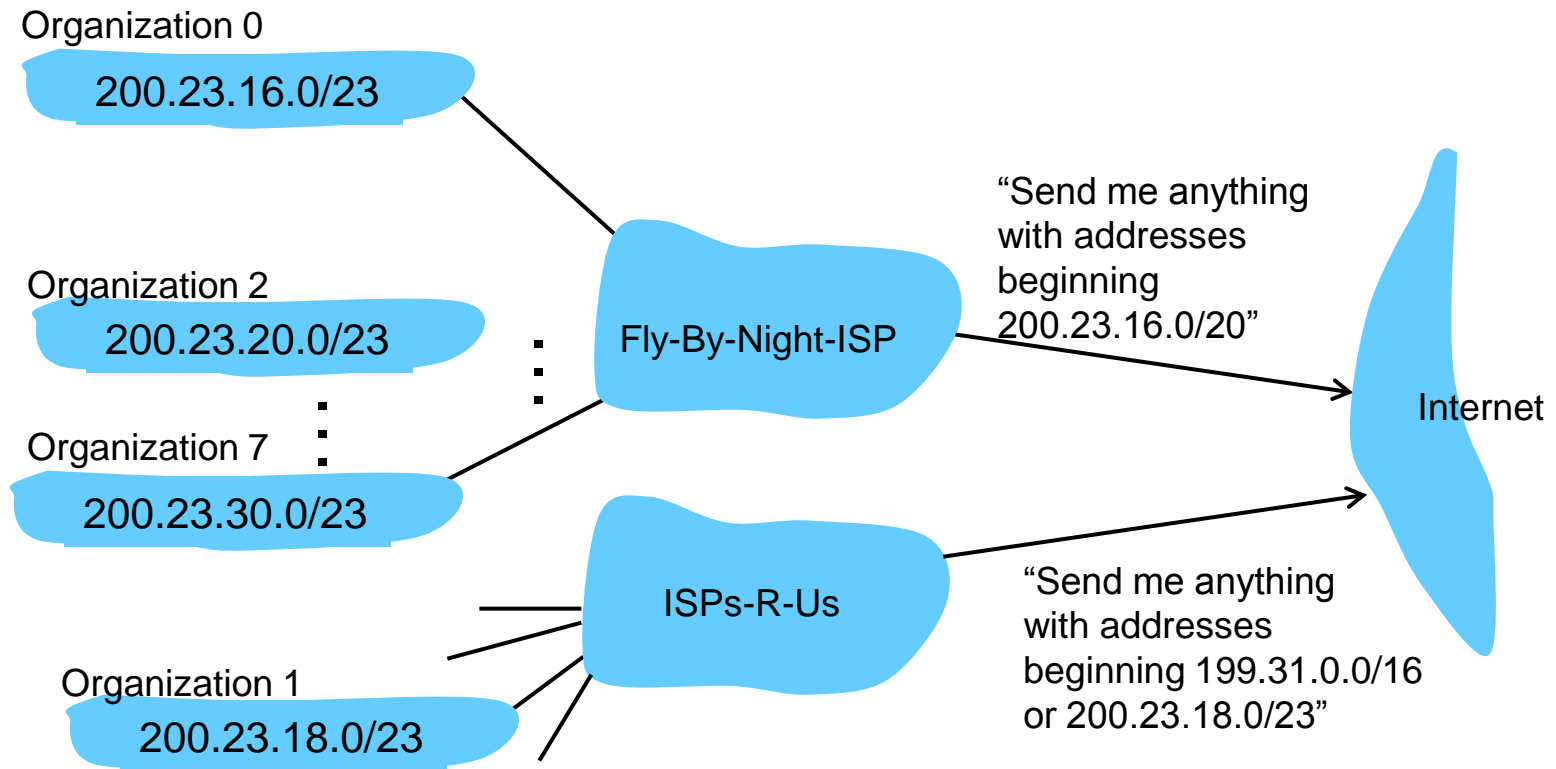 Organization 0
200.23.16.0/23
Organization 2
200.23.20.0/23
Organization 7
200.23.30.0/23
Fly-By-Night-ISP
“Send me anything
with addresses
beginning
200.23.16.0/20”
Internet
ISPs-R-Us
Organization 1
200.23.18.0/23
“Send me anything
with addresses
beginning 199.31.0.0/16
or 200.23.18.0/23”